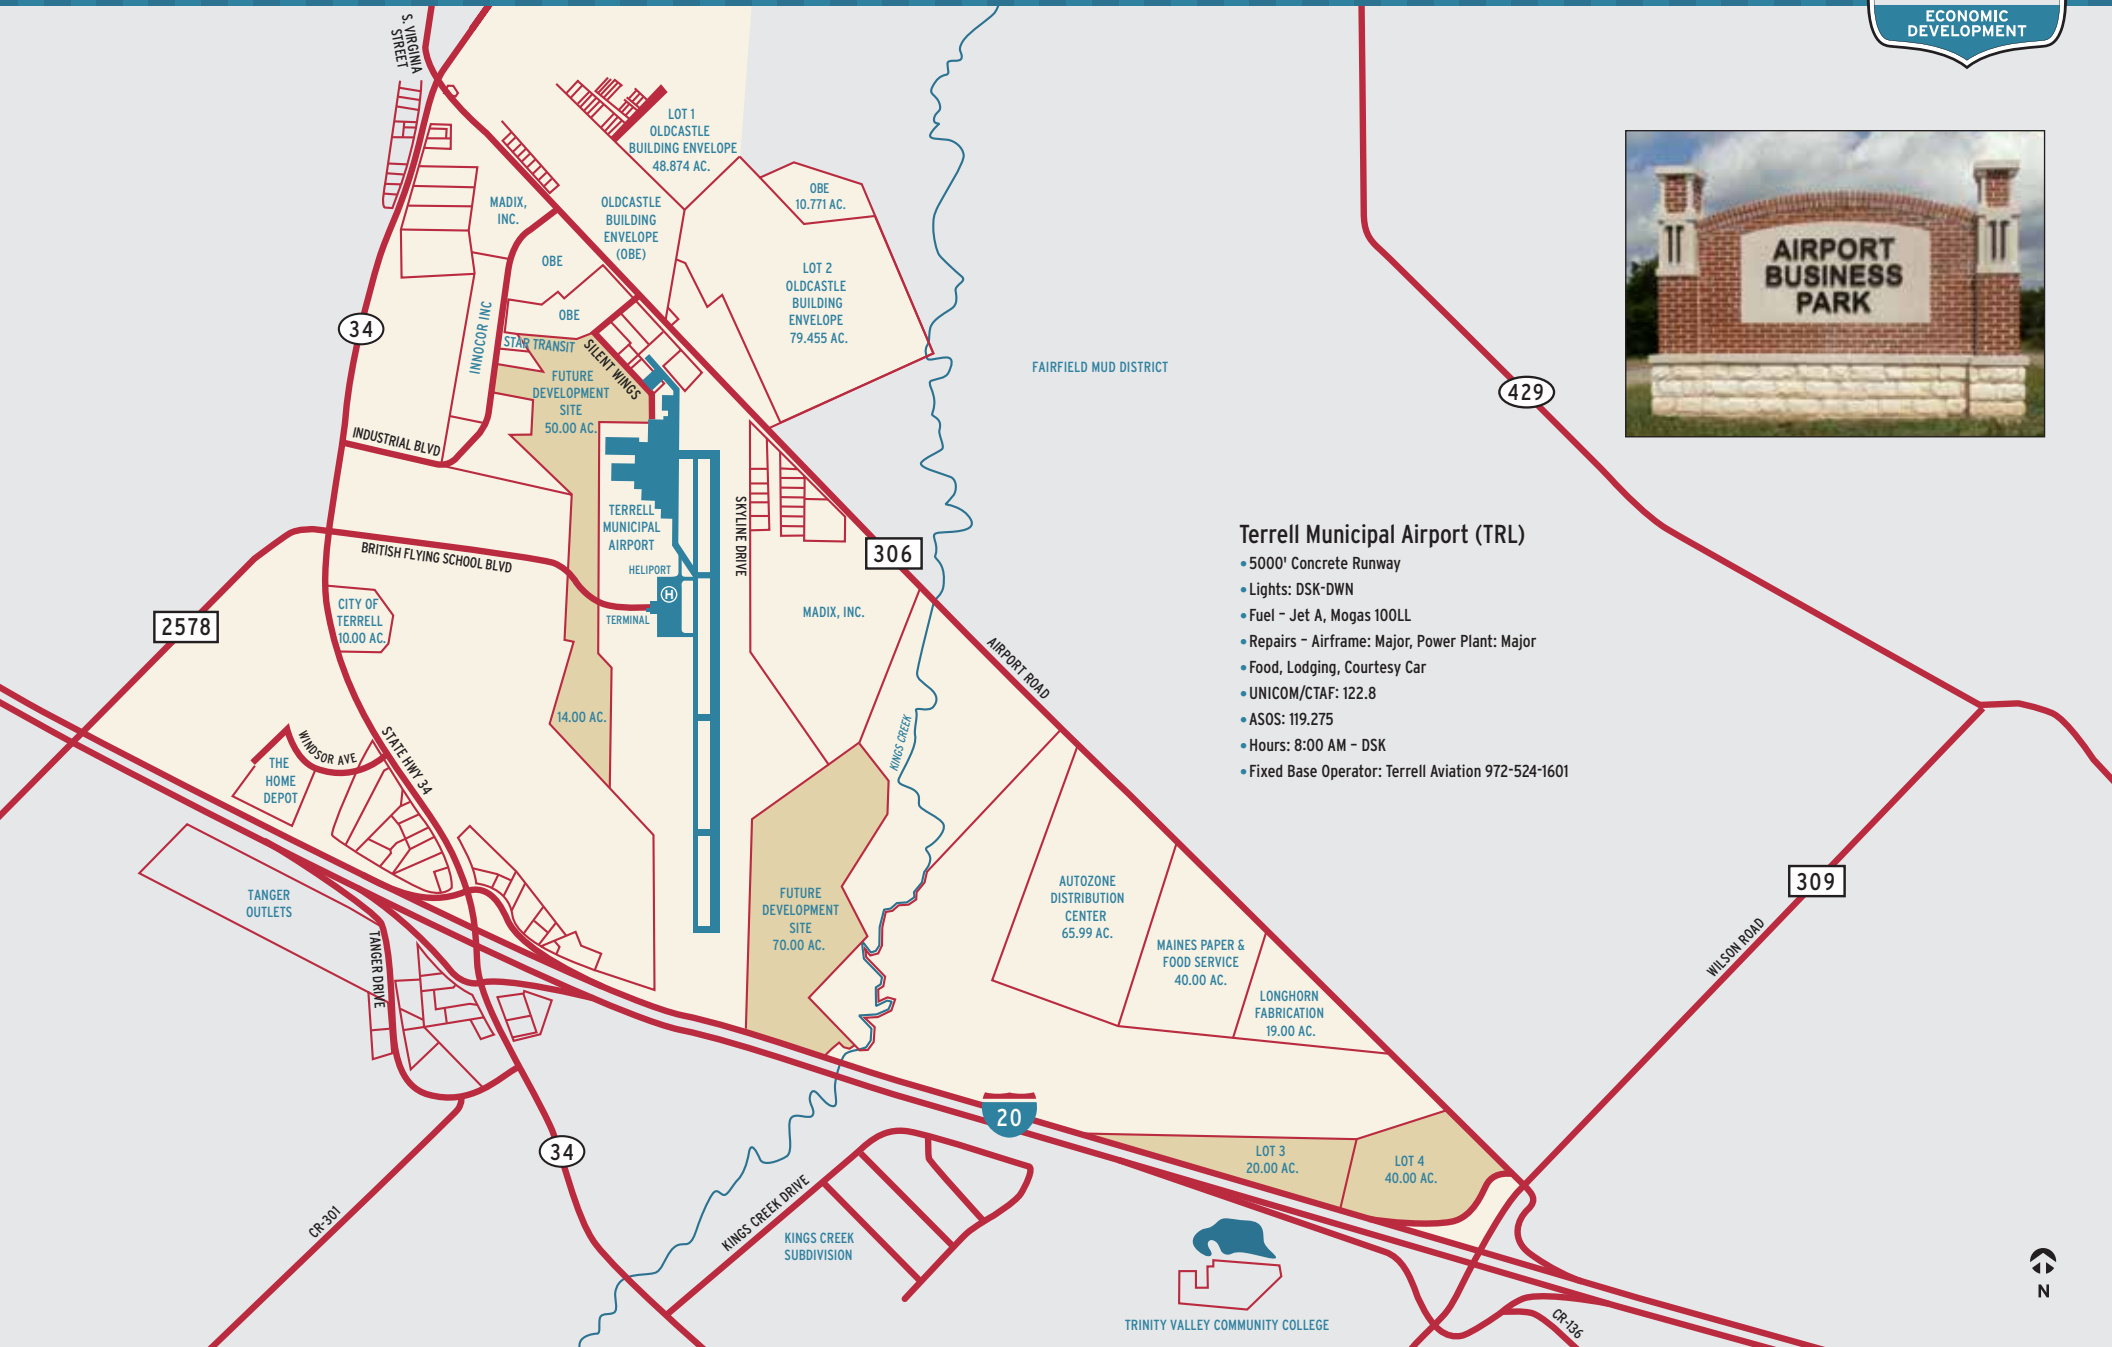 ECONOMIC
DEVELOPMENT
S. VIRGINIA
STREET
LOT 1
OLDCASTLE
BUILDING ENVELOPE
48.874 AC.
OBE
10.771 AC.
MADIX,
INC.
OLDCASTLE
BUILDING
ENVELOPE
(OBE)
OBE
LOT 2
OLDCASTLE
BUILDING
ENVELOPE
79.455 AC.
AIRPORT
BUSINESS
PARK
34
INNOCOR INC
OBE
STAR TRANSIT
SILENT WINGS
FUTURE
DEVELOPMENT
SITE
50.00 AC.
FAIRFIELD MUD DISTRICT
429
INDUSTRIAL BLVD
TERRELL
MUNICIPAL
AIRPORT
SKYLINE DRIVE
306
BRITISH FLYING SCHOOL BLVD
HELIPORT
H
TERMINAL
CITY OF
TERRELL
10.00 AC.
2578
MADIX, INC.
AIRPORT ROAD
Terrell Municipal Airport (TRL)
• 5000' Concrete Runway
• Lights: DSK-DWN
• Fuel – Jet A, Mogas 100LL
• Repairs – Airframe: Major, Power Plant: Major
• Food, Lodging, Courtesy Car
• UNICOM/CTAF: 122.8
• ASOS: 119.275
• Hours: 8:00 AM – DSK
• Fixed Base Operator: Terrell Aviation 972-524-1601
14.00 AC.
KINGS CREEK
WINDSOR AVE
STATE HWY 34
THE
HOME
DEPOT
TANGER
OUTLETS
TANGER DRIVE
FUTURE
DEVELOPMENT
SITE
70.00 AC.
AUTOZONE
DISTRIBUTION
CENTER
65.99 AC.
MAINES PAPER &
FOOD SERVICE
40.00 AC.
LONGHORN
FABRICATION
19.00 AC.
309
WILSON ROAD
20
34
LOT 3
20.00 AC.
LOT 4
40.00 AC.
CR-301
KINGS CREEK DRIVE
KINGS CREEK
SUBDIVISION
TRINITY VALLEY COMMUNITY COLLEGE
CR-136
N